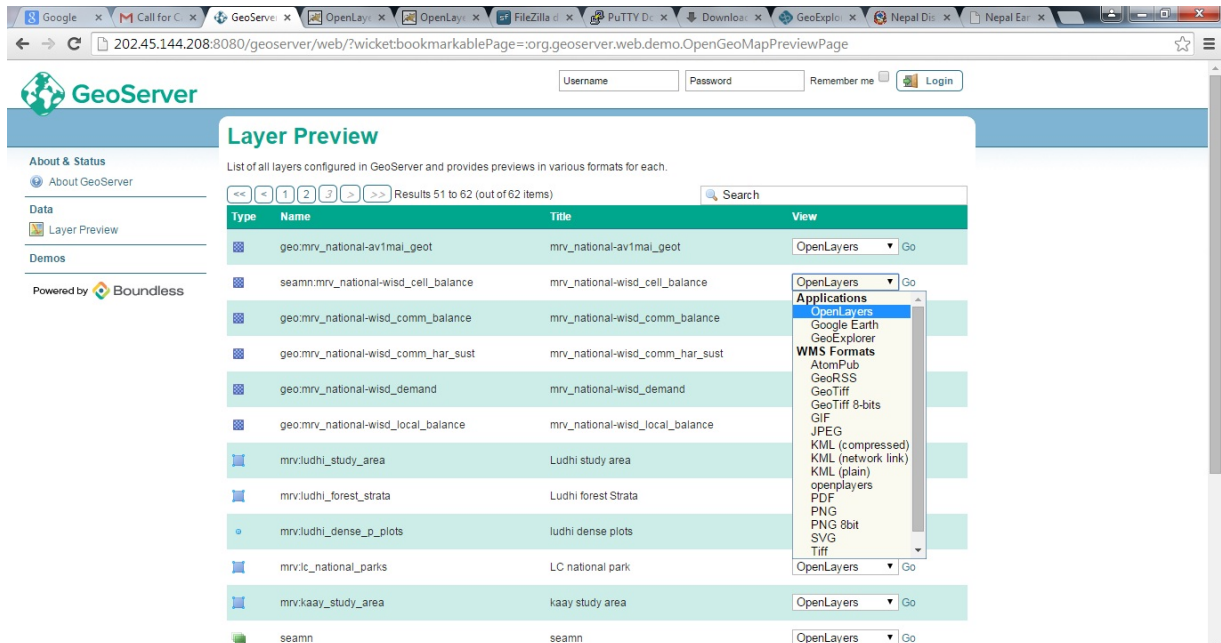 Google
M Call for C
GeoServe
OpenLaye
OpenLaye
FileZilla d
PuTTY Do
Downloac
GeoExplo
Nepal Dis
Nepal Ear
202.45.144.208:8080/geoserver/web/?wicket:bookmarkablePage=:org.geoserver.web.demo.OpenGeoMapPreviewPage
GeoServer
Username
Password
Remember me
Login
About & Status
About GeoServer
Data
Layer Preview
Demos
Powered by Boundless
Layer Preview
List of all layers configured in GeoServer and provides previews in various formats for each.
<< < 1 2 3 > >> Results 51 to 62 (out of 62 items)
Search
Type Name Title View
geo:mrv_national-av1mai_geot mrv_national-av1mai_geot OpenLayers Go
seamn:mrv_national-wisd_cell_balance mrv_national-wisd_cell_balance OpenLayers Go
geo:mrv_national-wisd_comm_balance mrv_national-wisd_comm_balance
geo:mrv_national-wisd_comm_har_sust mrv_national-wisd_comm_har_sust
geo:mrv_national-wisd_demand mrv_national-wisd_demand
geo:mrv_national-wisd_local_balance mrv_national-wisd_local_balance
mrv:ludhi_study_area Ludhi study area
mrv:ludhi_forest_strata Ludhi forest Strata
mrv:ludhi_dense_p_plots ludhi dense plots
mrv:lc_national_parks LC national park OpenLayers Go
mrv:kaay_study_area kaay study area OpenLayers Go
seamn seamn OpenLayers Go
Applications
OpenLayers
Google Earth
GeoExplorer
WMS Formats
AtomPub
GeoRSS
GeoTiff
GeoTiff 8-bits
GIF
JPEG
KML (compressed)
KML (network link)
KML (plain)
openplayers
PDF
PNG
PNG 8bit
SVG
Tiff